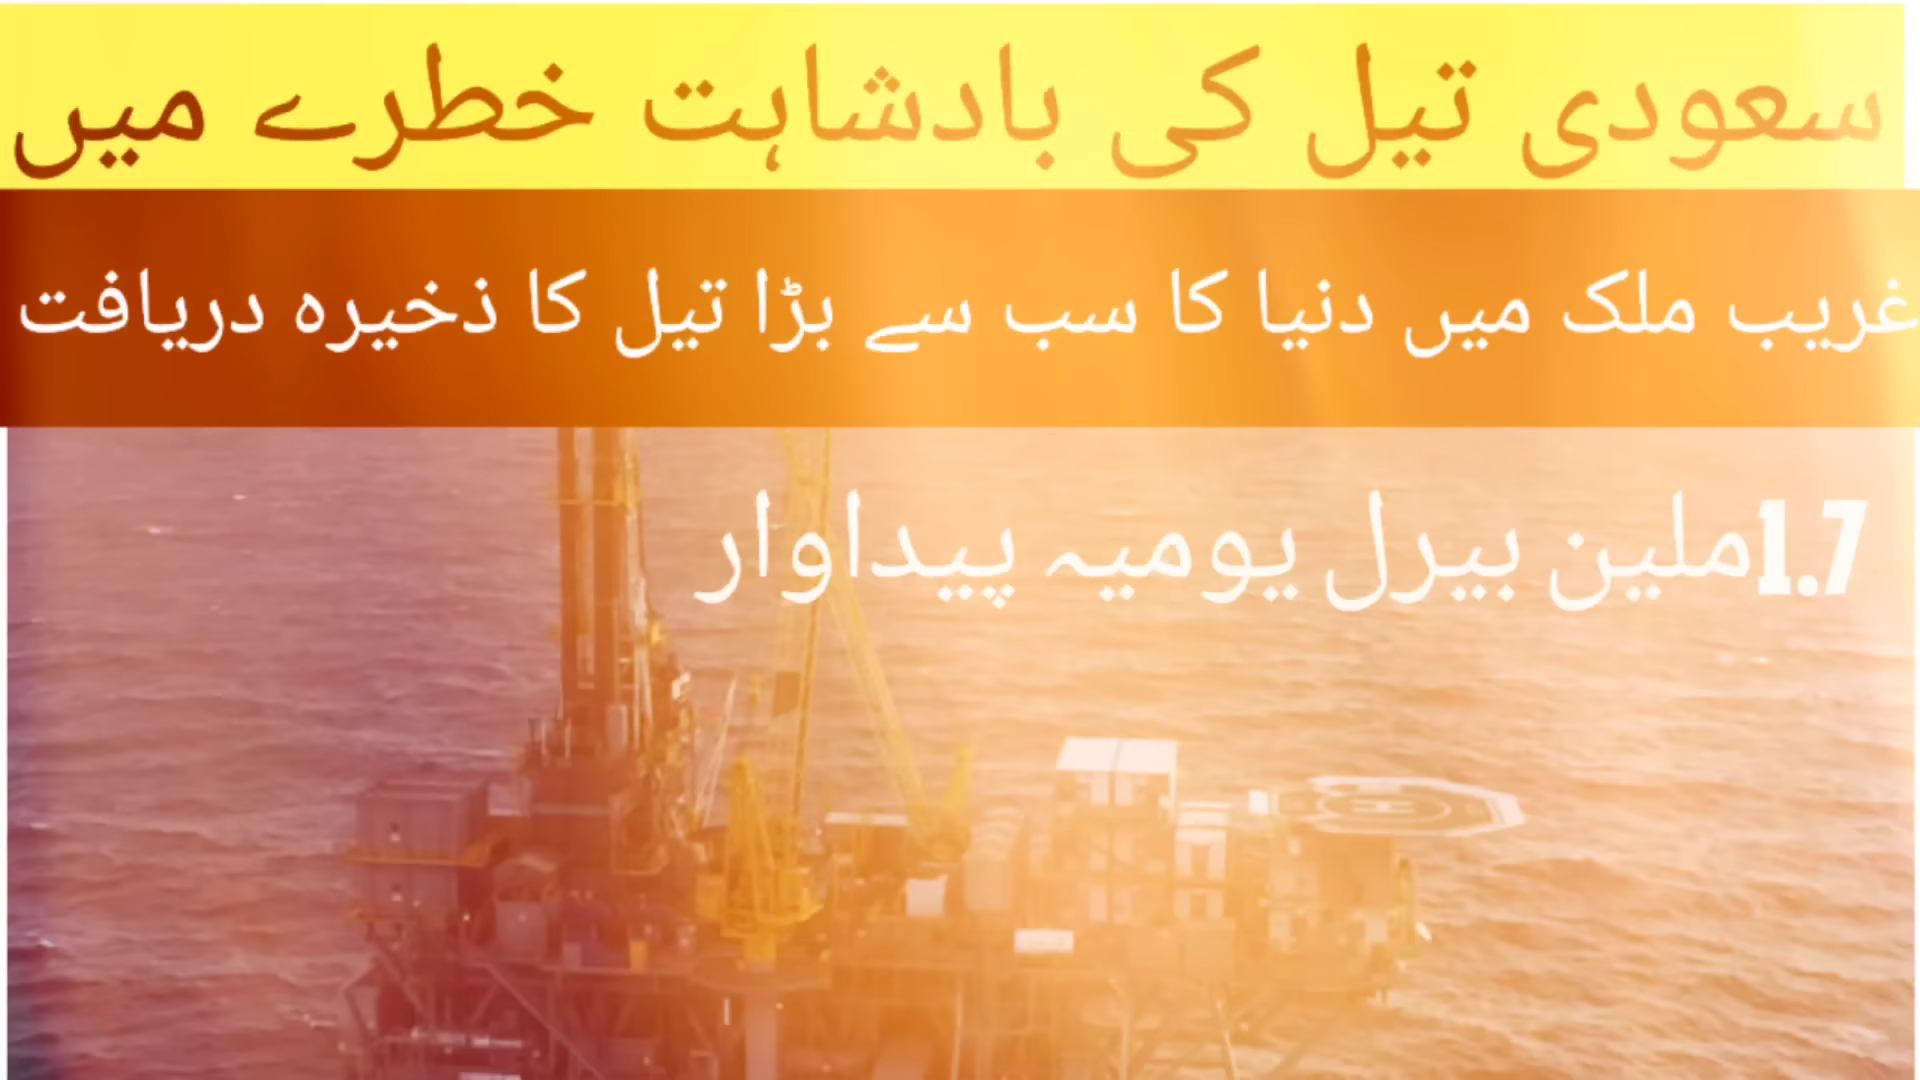 سعودی تیل کی بادشاہت خطرے میں
غریب ملک میں دنیا کا سب سے بڑا تیل کا ذخیرہ دریافت
1.7ملین بیرل یومیہ پیداوار